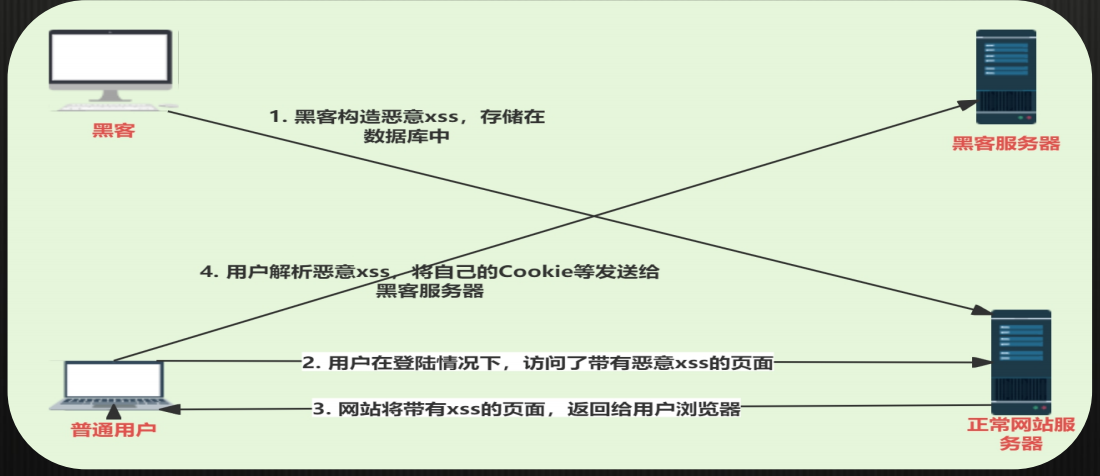 黑客
1. 黑客构造恶意xss，存储在
数据库中
黑客服务器
4. 用户解析恶意xss，将自己的Cookie等发送给
黑客服务器
2. 用户在登陆情况下，访问了带有恶意xss的页面
3. 网站将带有xss的页面，返回给用户浏览器
普通用户
正常网站服
务器